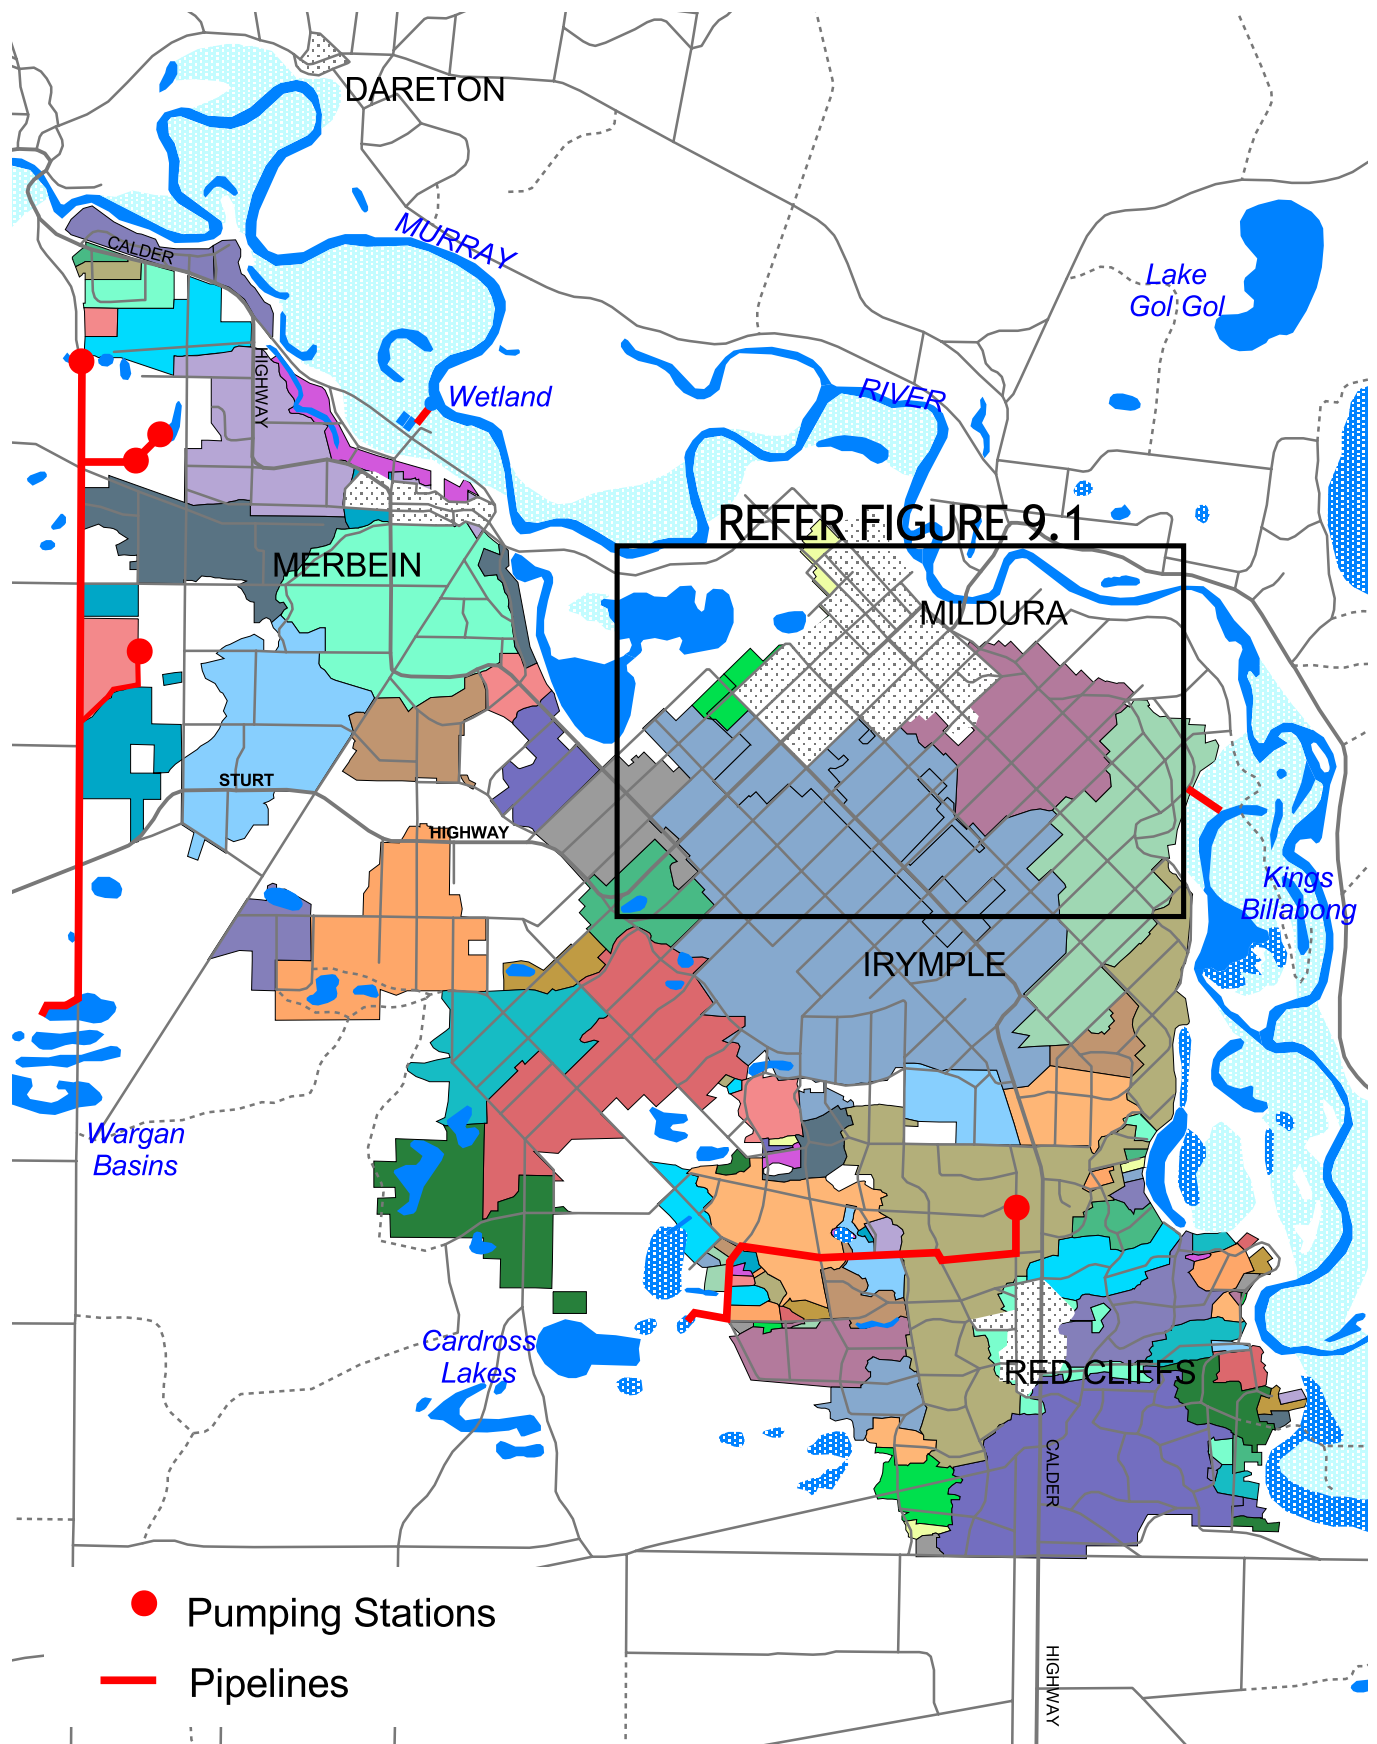 DARETON
MURRAY
CALDER
Lake
Gol Gol
HIGHWAY
Wetland
RIVER
REFER FIGURE 9.1
MERBEIN
MILDURA
STURT
HIGHWAY
Kings
Billabong
IRYMPLE
Wargan
Basins
Cardross
Lakes
RED CLIFFS
CALDER
HIGHWAY
Pumping Stations
Pipelines